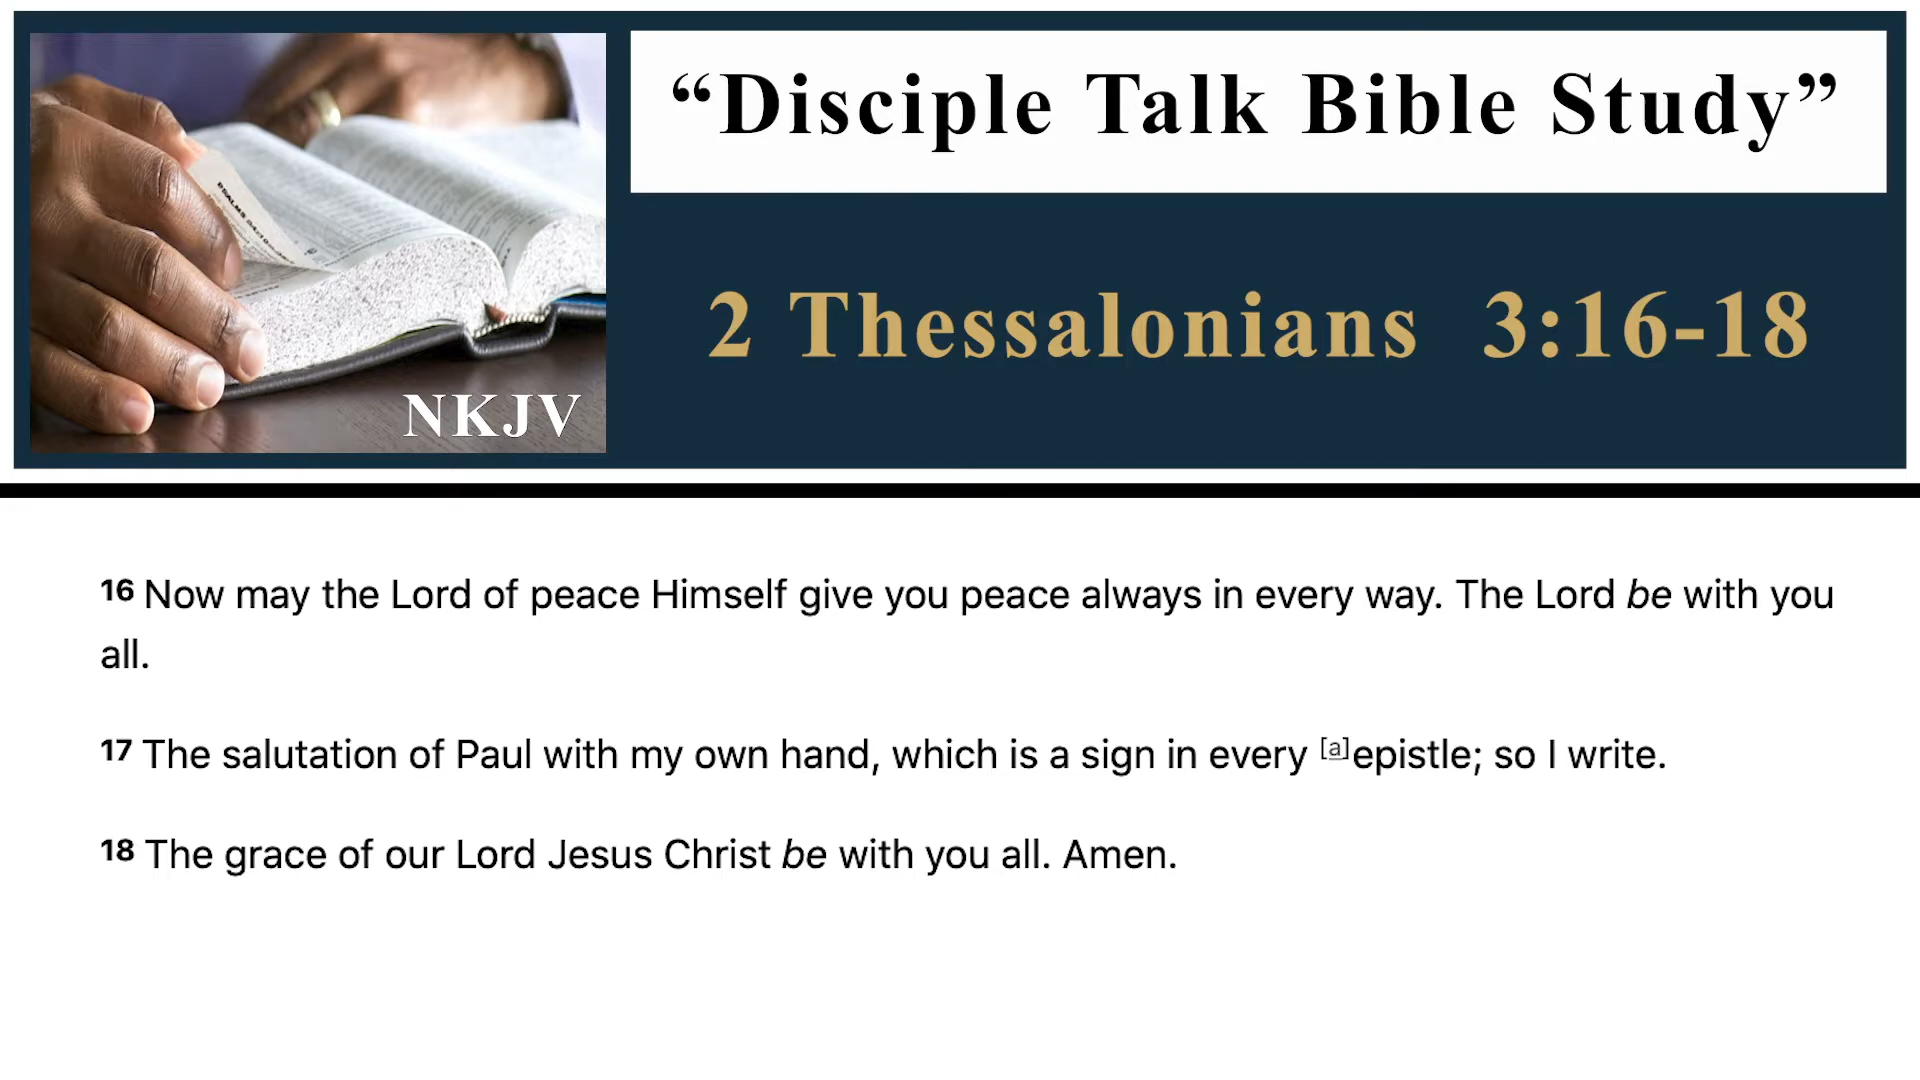 “Disciple Talk Bible Study”
2 Thessalonians 3:16-18
NKJV
16 Now may the Lord of peace Himself give you peace always in every way. The Lord be with you
all.
17 The salutation of Paul with my own hand, which is a sign in every [a]epistle; so I write.
18 The grace of our Lord Jesus Christ be with you all. Amen.